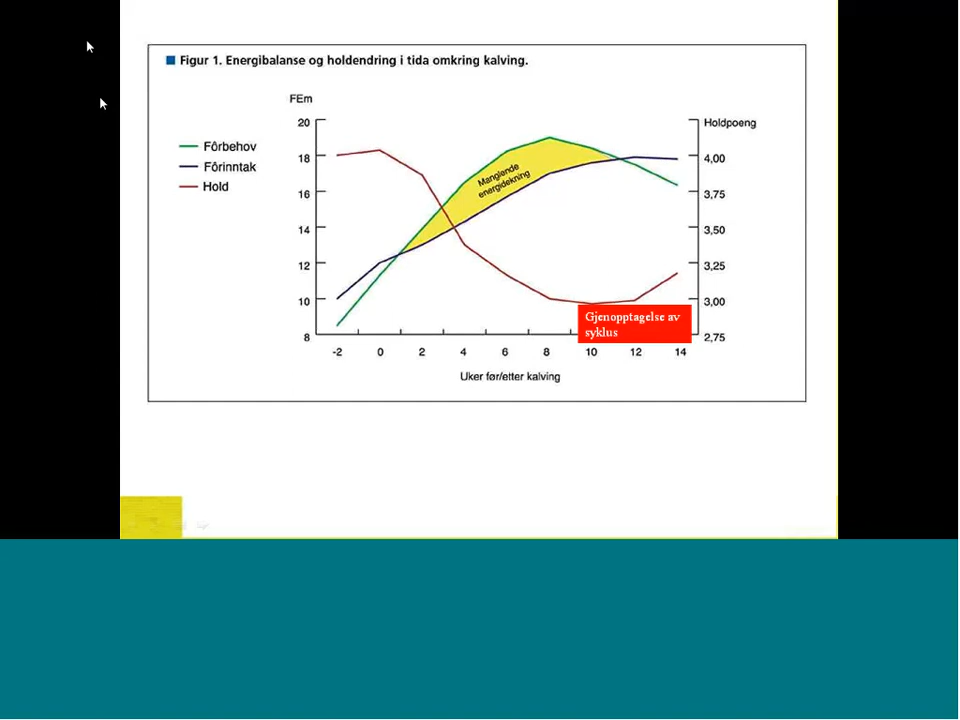 Figur 1. Energibalanse og holdendring i tida omkring kalving.
FEm
Holdpoeng
Fôrbehov
Fôrinntak
Hold
20
18
16
14
12
10
8
4,00
3,75
3,50
3,25
3,00
2,75
Manglende
energidekning
Gjenopptagelse av
syklus
-2 0 2 4 6 8 10 12 14
Uker før/etter kalving